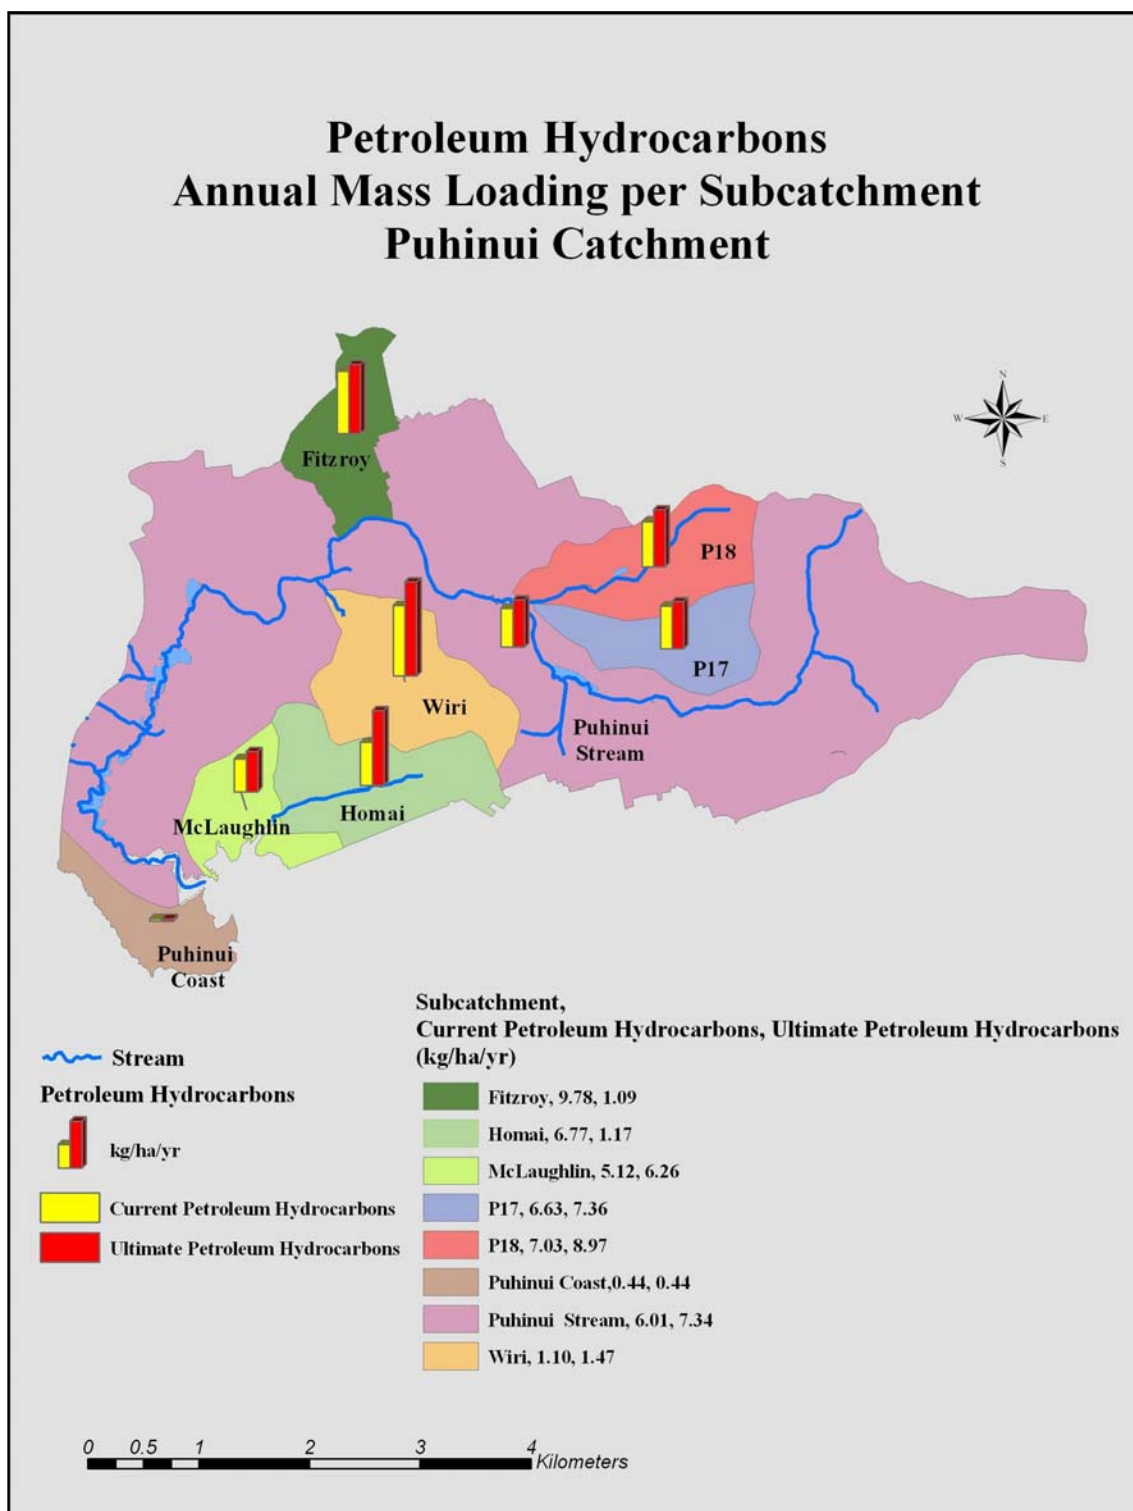 Petroleum Hydrocarbons
Annual Mass Loading per Subcatchment
Puhinui Catchment
N
W
E
S
Fitzroy
P18
P17
Wiri
Puhinui
Stream
Homai
McLaughlin
Puhinui
Coast
Stream
Petroleum Hydrocarbons
kg/ha/yr
Current Petroleum Hydrocarbons
Ultimate Petroleum Hydrocarbons
Subcatchment,
Current Petroleum Hydrocarbons, Ultimate Petroleum Hydrocarbons
(kg/ha/yr)
Fitzroy, 9.78, 1.09
Homai, 6.77, 1.17
McLaughlin, 5.12, 6.26
P17, 6.63, 7.36
P18, 7.03, 8.97
Puhinui Coast,0.44, 0.44
Puhinui Stream, 6.01, 7.34
Wiri, 1.10, 1.47
0 0.5 1 2 3 4
Kilometers